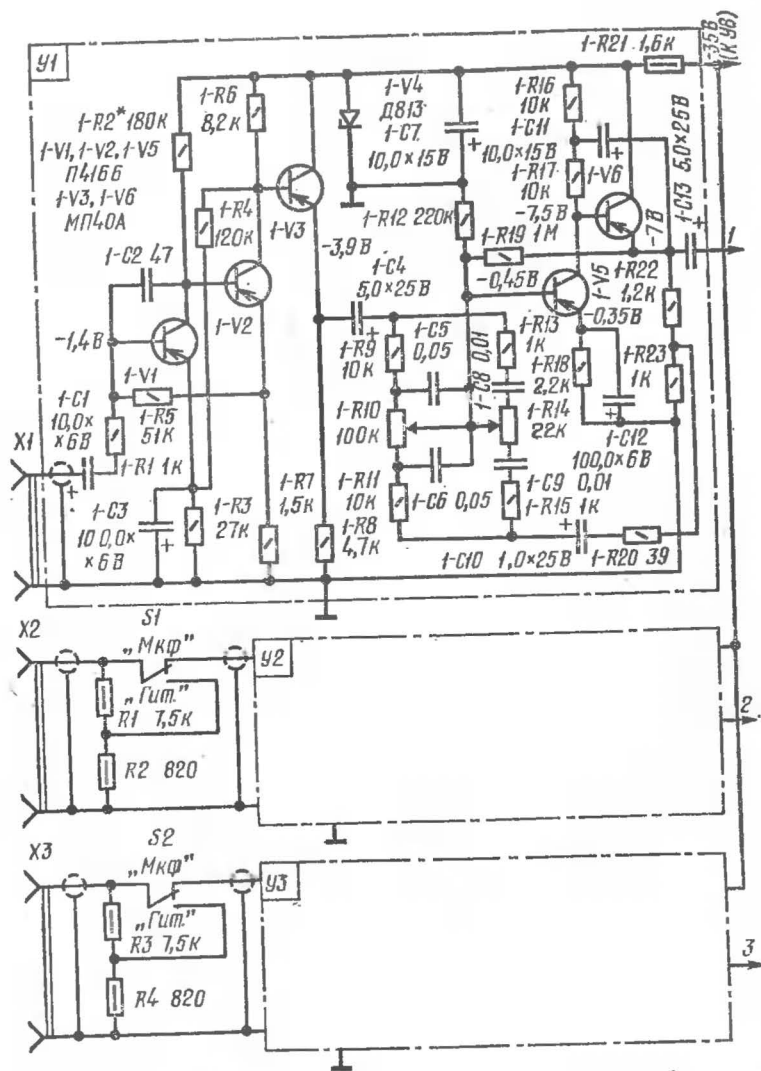 У1
1-R21 1,6к
-35В
(К УВ)
1-R6
8,2к
1-V4
Д813
1-C7
10,0×15В
1-R16
10к
1-C11
10,0×15В
1-R17
10к
1-V6
-7,5В
-7В
1-C13 5,0×25В
1
1-R2* 180к
1-V1, 1-V2, 1-V5
П416Б
1-V3, 1-V6
МП40А
1-R4
120к
1-V3
1-R12 220к
1-R19 1М
-0,45В
1-V5
-0,35В
1-R22
1,2к
1-C2 47
-3,9В
1-C4
5,0×25В
1-V2
-1,4В
1-V1
1-R5
51к
1-C1
10,0×
×6В
X1
1-R1 1к
1-R9
10к
1-C5
0,05
1-C8 0,01
1-R13
1к
1-R18
2,2к
1-R23
1к
1-R10
100к
1-R14
22к
1-C12
100,0×6В
1-C3
100,0×
×6В
1-R3
27к
1-R7
1,5к
1-R8
4,7к
1-R11
10к
1-C6 0,05
1-C9
0,01
1-R15 1к
1-C10 1,0×25В
1-R20 39
X2
S1
„Мкф"
У2
„Гит."
R1 7,5к
R2 820
2
X3
S2
„Мкф"
У3
„Гит."
R3 7,5к
R4 820
3